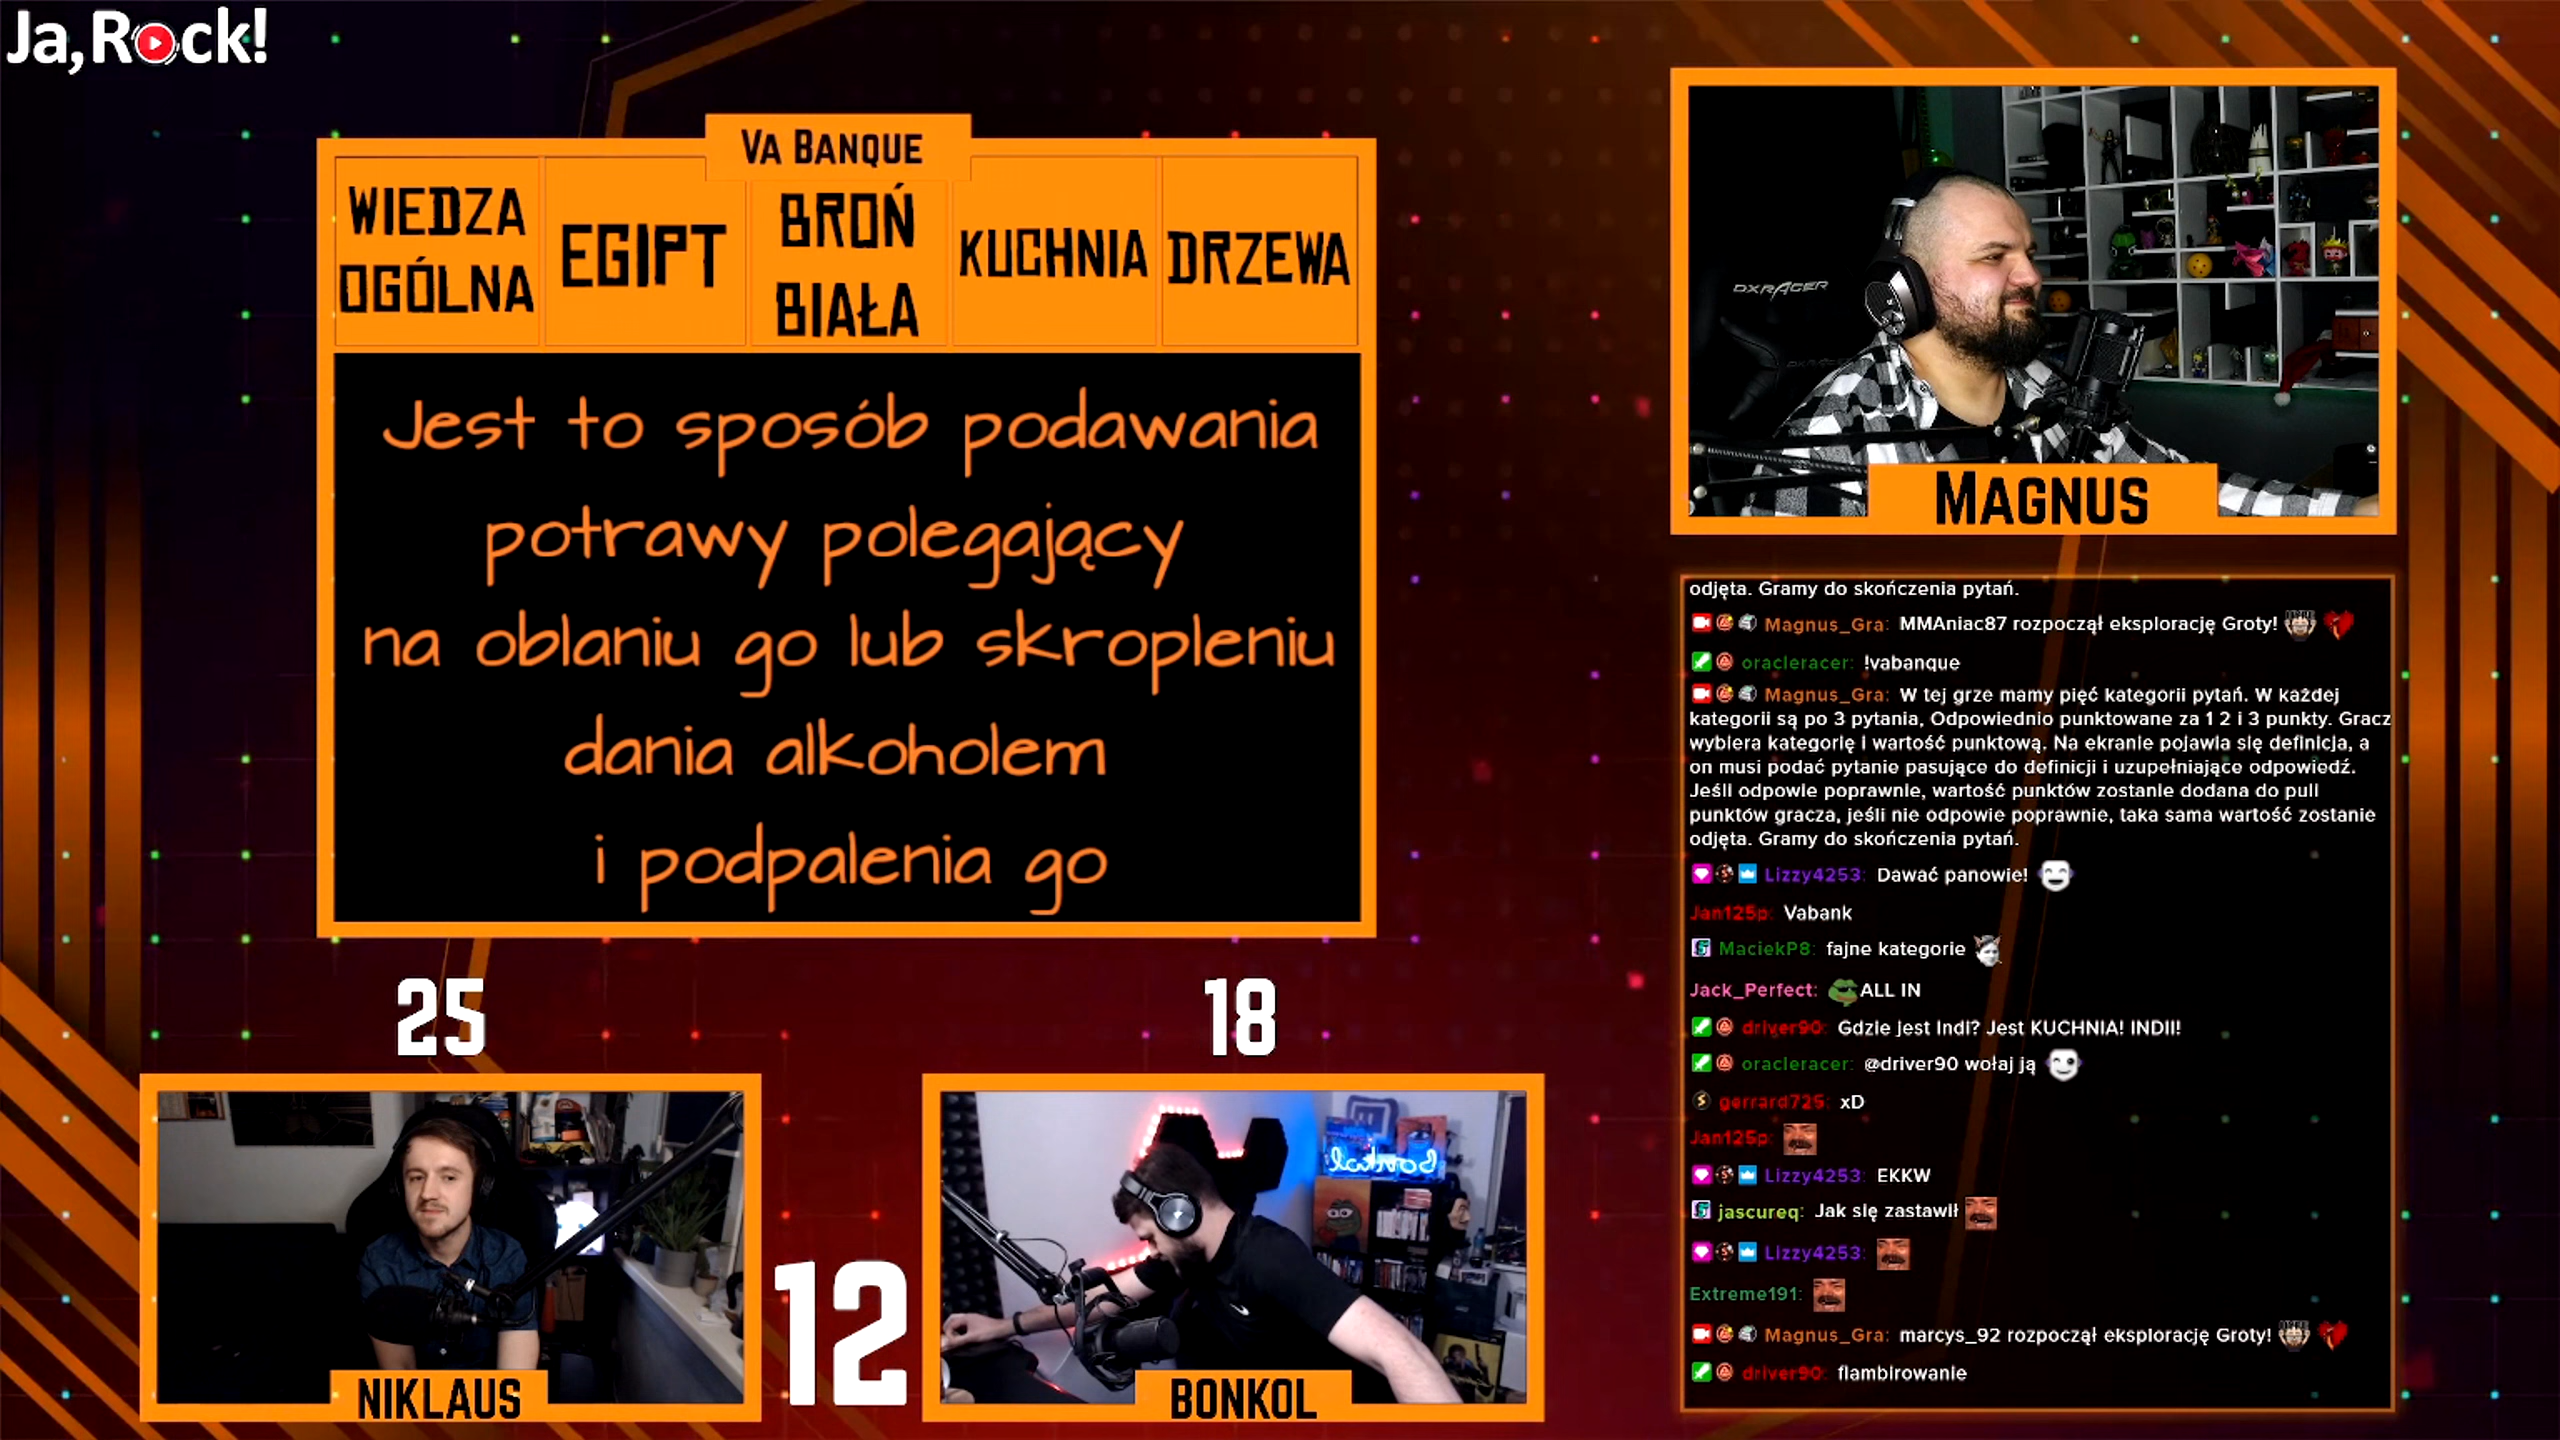 Ja, Rock!
VA BANQUE
WIEDZA
OGÓLNA
EGIPT
BROŃ
BIAŁA
KUCHNIA
DRZEWA
Jest to sposób podawania
potrawy polegający
na oblaniu go lub skropleniu
dania alkoholem
i podpalenia go
25
18
12
NIKLAUS
BONKOL
bonkol
DXRACER
DXRACER
MAGNUS
odjęta. Gramy do skończenia pytań.
Magnus_Gra: MMAniac87 rozpoczął eksplorację Groty!
oracleracer: !vabanque
Magnus_Gra: W tej grze mamy pięć kategorii pytań. W każdej
kategorii są po 3 pytania, Odpowiednio punktowane za 1 2 i 3 punkty. Gracz
wybiera kategorię i wartość punktową. Na ekranie pojawia się definicja, a
on musi podać pytanie pasujące do definicji i uzupełniające odpowiedź.
Jeśli odpowie poprawnie, wartość punktów zostanie dodana do puli
punktów gracza, jeśli nie odpowie poprawnie, taka sama wartość zostanie
odjęta. Gramy do skończenia pytań.
Lizzy4253: Dawać panowie!
Jan125p: Vabank
MaciekP8: fajne kategorie
Jack_Perfect: ALL IN
driver90: Gdzie jest Indi? Jest KUCHNIA! INDII!
oracleracer: @driver90 wołaj ją
gerrard725: xD
Jan125p:
Lizzy4253: EKKW
jascureq: Jak się zastawił
Lizzy4253:
Extreme191:
Magnus_Gra: marcys_92 rozpoczął eksplorację Groty!
driver90: flambirowanie